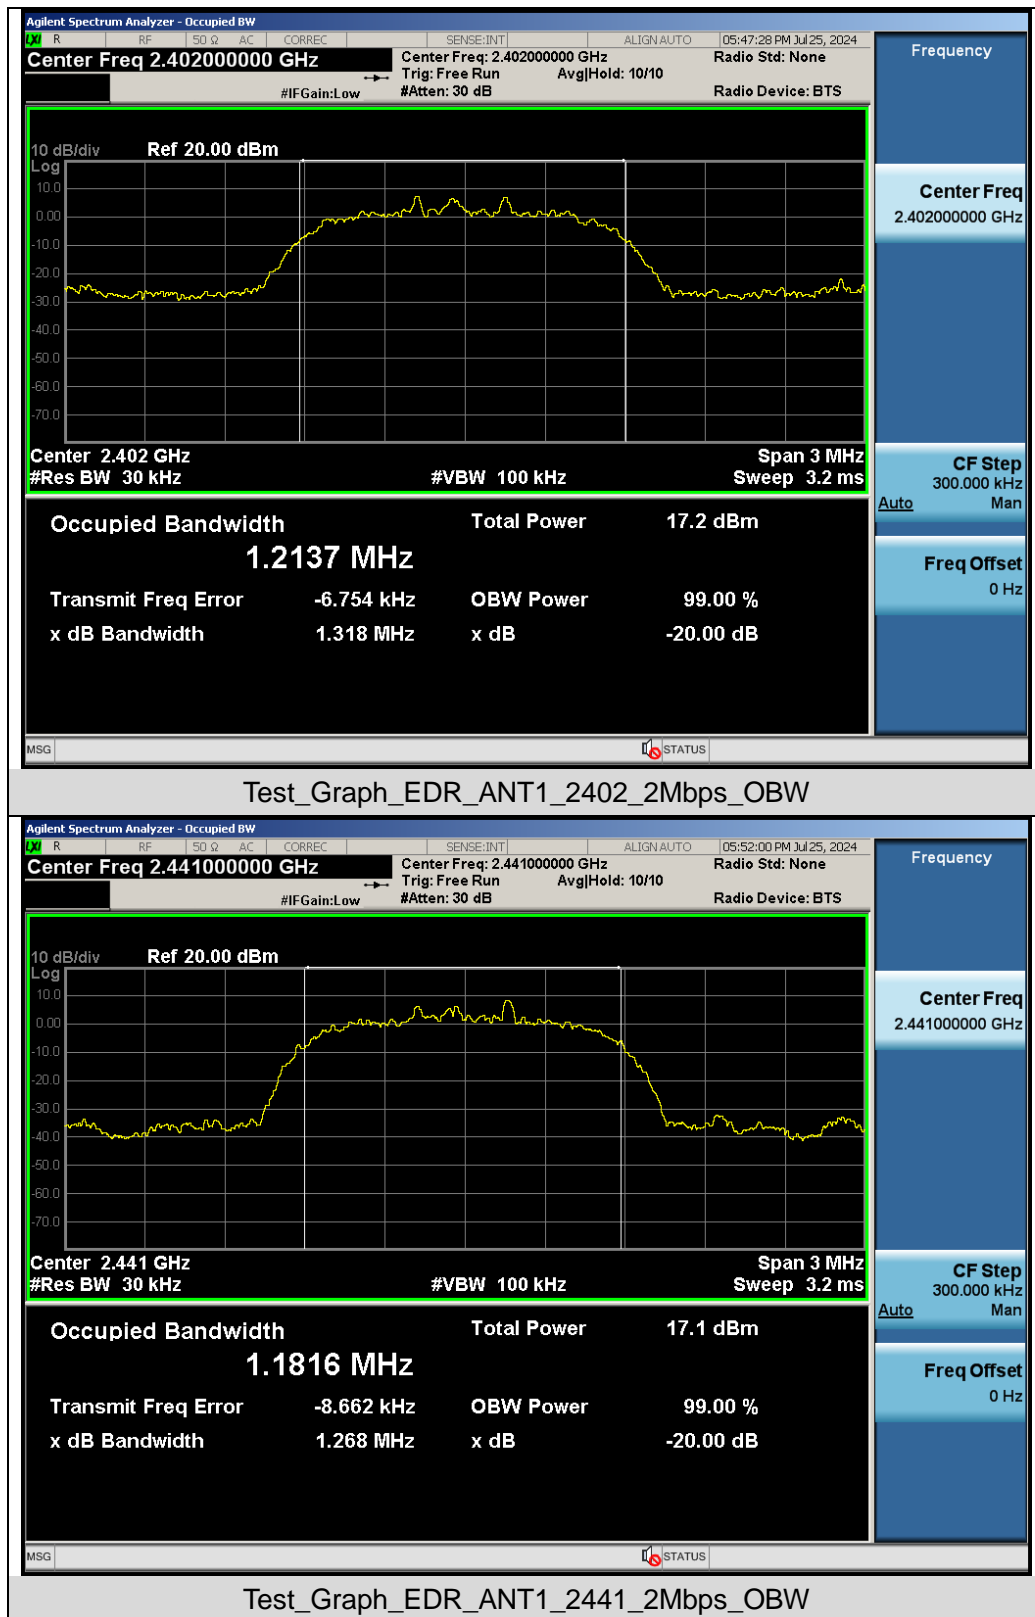 Agilent Spectrum Analyzer - Occupied BW
LXI R RF 50 Ω AC CORREC SENSE:INT ALIGN AUTO 05:47:28 PM Jul 25, 2024
Center Freq 2.402000000 GHz Center Freq: 2.402000000 GHz Radio Std: None Frequency
Trig: Free Run Avg|Hold: 10/10
#IFGain:Low #Atten: 30 dB Radio Device: BTS
10 dB/div Ref 20.00 dBm
Log
10.0
0.00
-10.0
-20.0
-30.0
-40.0
-50.0
-60.0
-70.0
Center Freq
2.402000000 GHz
Center 2.402 GHz Span 3 MHz
#Res BW 30 kHz #VBW 100 kHz Sweep 3.2 ms
CF Step
300.000 kHz
Auto Man
Occupied Bandwidth Total Power 17.2 dBm
1.2137 MHz
Transmit Freq Error -6.754 kHz OBW Power 99.00 %
x dB Bandwidth 1.318 MHz x dB -20.00 dB
Freq Offset
0 Hz
MSG STATUS
Test_Graph_EDR_ANT1_2402_2Mbps_OBW
Agilent Spectrum Analyzer - Occupied BW
LXI R RF 50 Ω AC CORREC SENSE:INT ALIGN AUTO 05:52:00 PM Jul 25, 2024
Center Freq 2.441000000 GHz Center Freq: 2.441000000 GHz Radio Std: None Frequency
Trig: Free Run Avg|Hold: 10/10
#IFGain:Low #Atten: 30 dB Radio Device: BTS
10 dB/div Ref 20.00 dBm
Log
10.0
0.00
-10.0
-20.0
-30.0
-40.0
-50.0
-60.0
-70.0
Center Freq
2.441000000 GHz
Center 2.441 GHz Span 3 MHz
#Res BW 30 kHz #VBW 100 kHz Sweep 3.2 ms
CF Step
300.000 kHz
Auto Man
Occupied Bandwidth Total Power 17.1 dBm
1.1816 MHz
Transmit Freq Error -8.662 kHz OBW Power 99.00 %
x dB Bandwidth 1.268 MHz x dB -20.00 dB
Freq Offset
0 Hz
MSG STATUS
Test_Graph_EDR_ANT1_2441_2Mbps_OBW